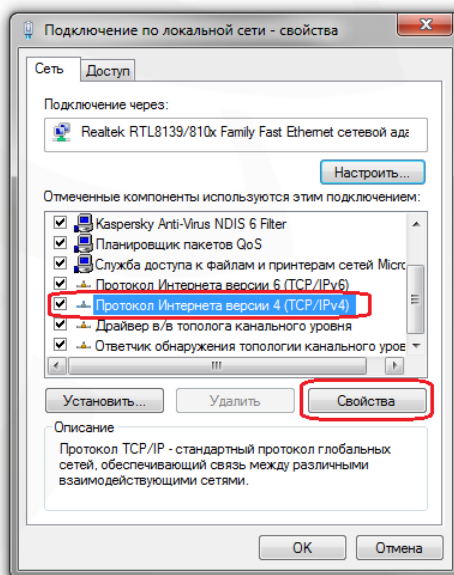 Подключение по локальной сети - свойства
Сеть Доступ
Подключение через:
Realtek RTL8139/810x Family Fast Ethernet сетевой ада
Настроить...
Отмеченные компоненты используются этим подключением:
Kaspersky Anti-Virus NDIS 6 Filter
Планировщик пакетов QoS
Служба доступа к файлам и принтерам сетей Micro
Протокол Интернета версии 6 (TCP/IPv6)
Протокол Интернета версии 4 (TCP/IPv4)
Драйвер в/в тополога канального уровня
Ответчик обнаружения топологии канального уров
Установить... Удалить Свойства
Описание
Протокол TCP/IP - стандартный протокол глобальных
сетей, обеспечивающий связь между различными
взаимодействующими сетями.
OK Отмена